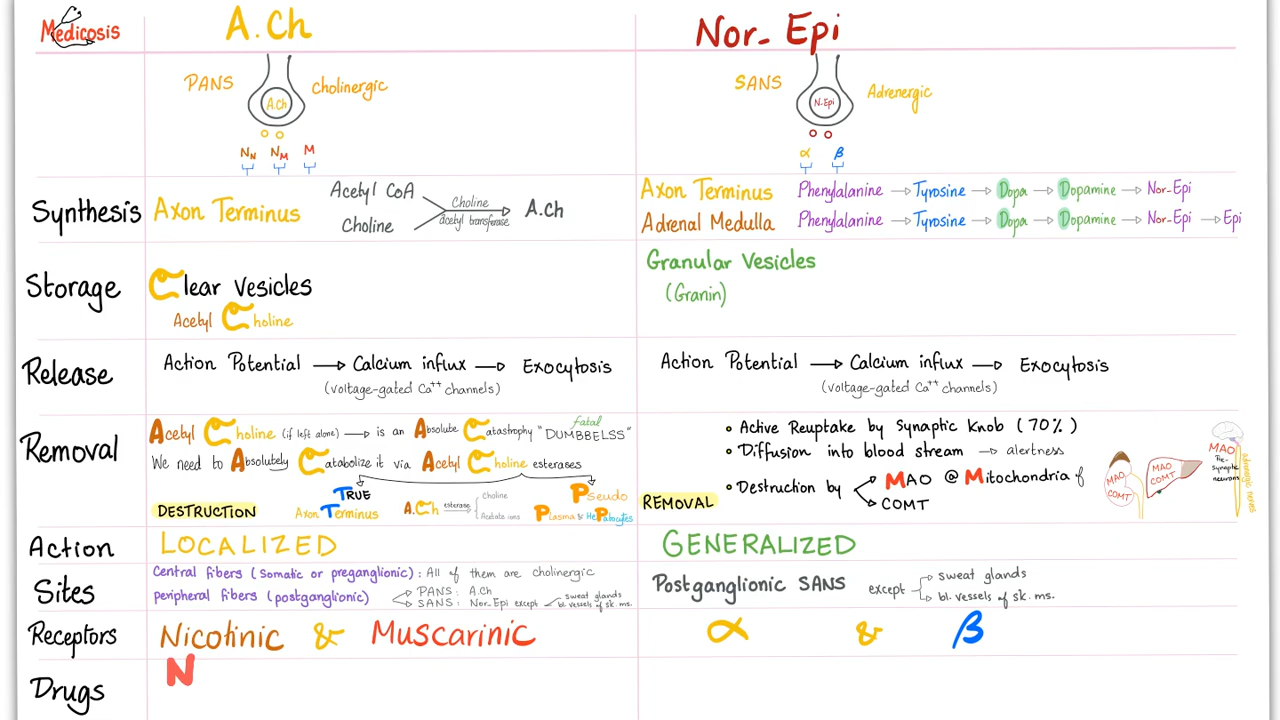 Medicosis
A.Ch
Nor_ Epi
PANS
cholinergic
A.Ch
NN NM M
SANS
Adrenergic
N.Epi
α β
Synthesis
Axon Terminus
Acetyl CoA
Choline
Choline
acetyl transferase
A.ch
Axon Terminus Phenylalanine → Tyrosine → Dopa → Dopamine → Nor-Epi
Adrenal Medulla Phenylalanine → Tyrosine → Dopa → Dopamine → Nor-Epi → Epi
Storage
Clear Vesicles
Acetyl Choline
Granular Vesicles
(Granin)
Release
Action Potential → Calcium influx → Exocytosis
(voltage-gated Ca++ channels)
Action Potential → Calcium influx → Exocytosis
(voltage-gated Ca++ channels)
Removal
fatal
Acetyl Choline (if left alone) → is an Absolute Catastrophy "DUMBBELSS"
We need to Absolutely Catabolize it via Acetyl Choline esterases
TRUE
Axon Terminus
A.Ch esterase → Choline
Acetate ions
Pseudo
Plasma & HePatocytes
DESTRUCTION
• Active Reuptake by Synaptic Knob (70%)
• Diffusion into blood stream → alertness
• Destruction by MAO @ Mitochondria of
COMT
REMOVAL
MAO
COMT
MAO
COMT
MAO
Pre-
Synaptic
neurons
adrenergic nerves
Action
LOCALIZED
GENERALIZED
Sites
Central fibers (Somatic or preganglionic) : All of them are cholinergic
peripheral fibers (postganglionic)
PANS : A.Ch
SANS : Nor_Epi except
sweat glands
bl. vessels of sk. ms.
Postganglionic SANS except
sweat glands
bl. vessels of sk. ms.
Receptors
Nicotinic & Muscarinic
α & β
Drugs
N